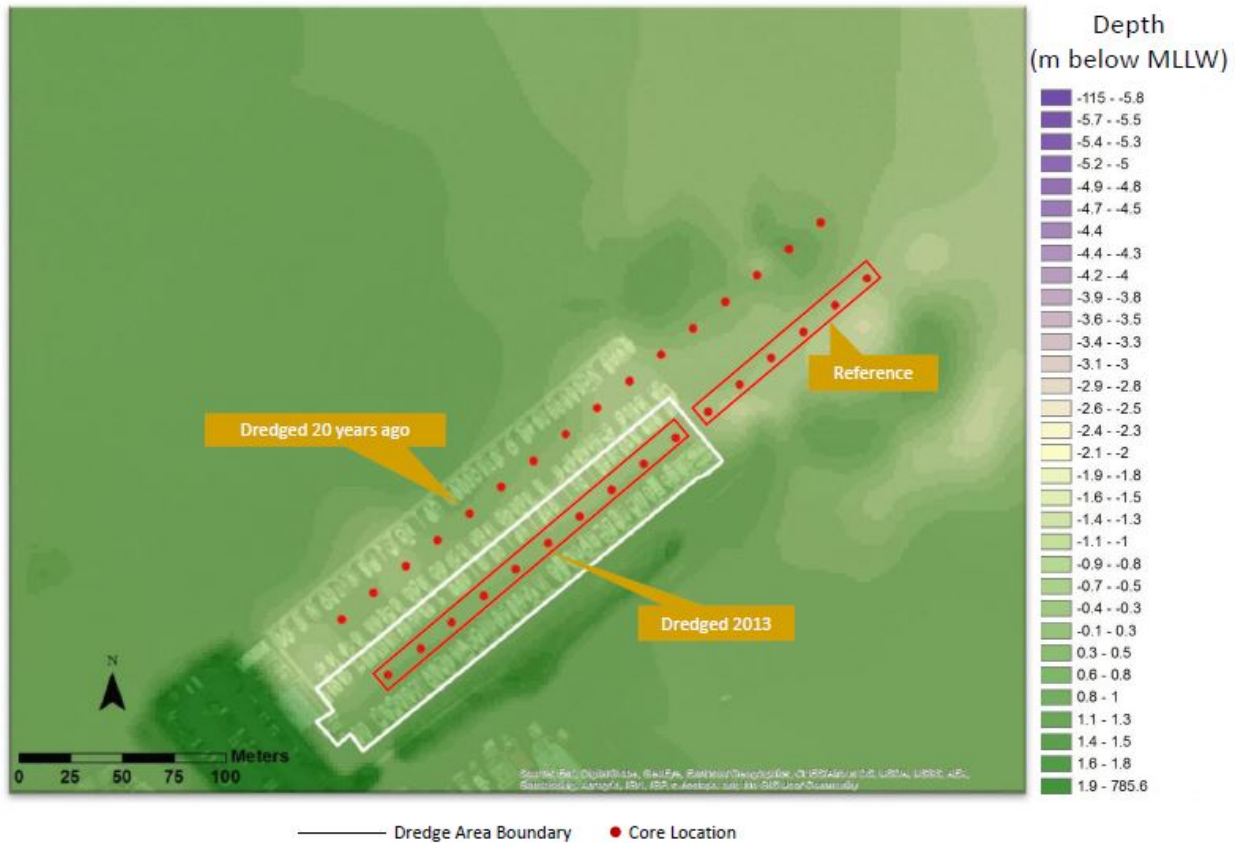 Depth
(m below MLLW)
-115 - -5.8
-5.7 - -5.5
-5.4 - -5.3
-5.2 - -5
-4.9 - -4.8
-4.7 - -4.5
-4.4
-4.4 - -4.3
-4.2 - -4
-3.9 - -3.8
-3.6 - -3.5
-3.4 - -3.3
-3.1 - -3
-2.9 - -2.8
-2.6 - -2.5
-2.4 - -2.3
-2.1 - -2
-1.9 - -1.8
-1.6 - -1.5
-1.4 - -1.3
-1.1 - -1
-0.9 - -0.8
-0.7 - -0.5
-0.4 - -0.3
-0.1 - 0.3
0.3 - 0.5
0.6 - 0.8
0.8 - 1
1.1 - 1.3
1.4 - 1.5
1.6 - 1.8
1.9 - 785.6
Reference
Dredged 20 years ago
Dredged 2013
N
Meters
0 25 50 75 100
Dredge Area Boundary
Core Location